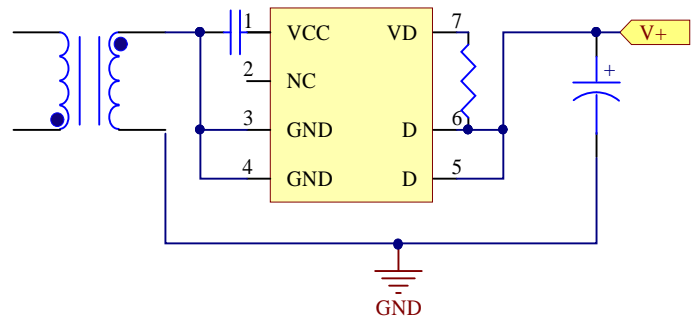 1 VCC VD 7 V+
2 NC +
3 GND D 6
4 GND D 5
GND